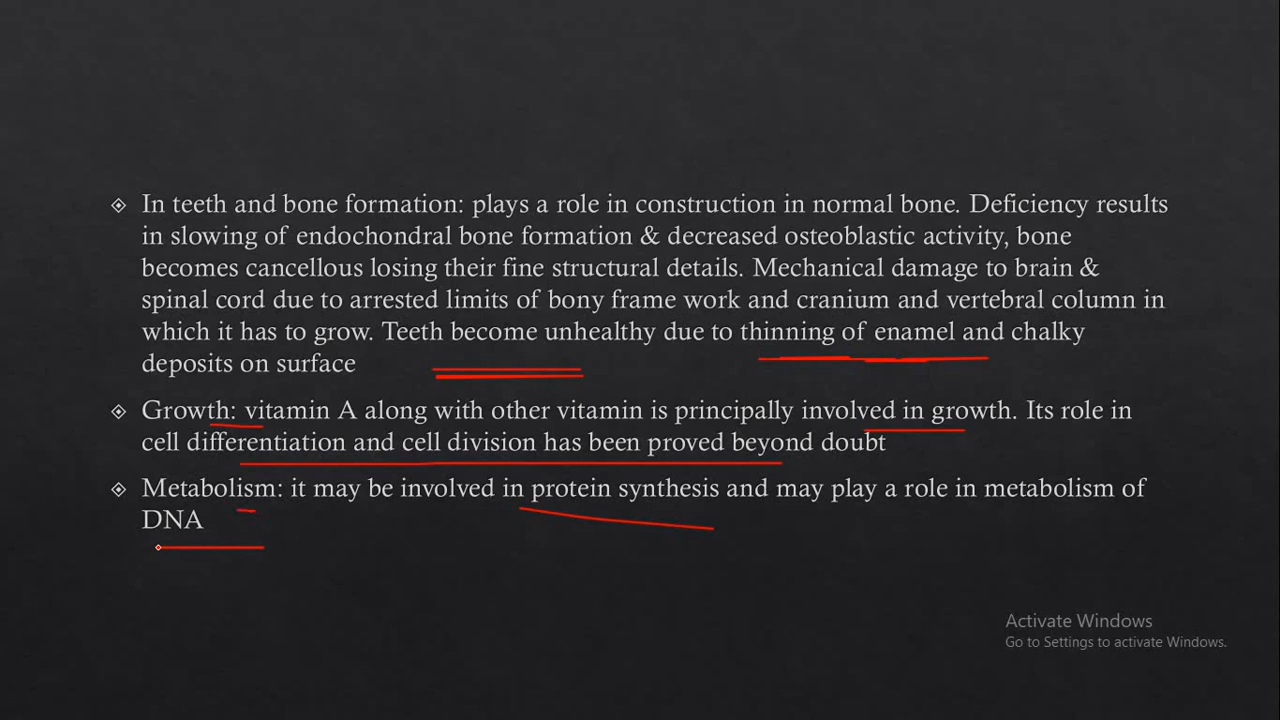 In teeth and bone formation: plays a role in construction in normal bone. Deficiency results
in slowing of endochondral bone formation & decreased osteoblastic activity, bone
becomes cancellous losing their fine structural details. Mechanical damage to brain &
spinal cord due to arrested limits of bony frame work and cranium and vertebral column in
which it has to grow. Teeth become unhealthy due to thinning of enamel and chalky
deposits on surface
Growth: vitamin A along with other vitamin is principally involved in growth. Its role in
cell differentiation and cell division has been proved beyond doubt
Metabolism: it may be involved in protein synthesis and may play a role in metabolism of
DNA
Activate Windows
Go to Settings to activate Windows.